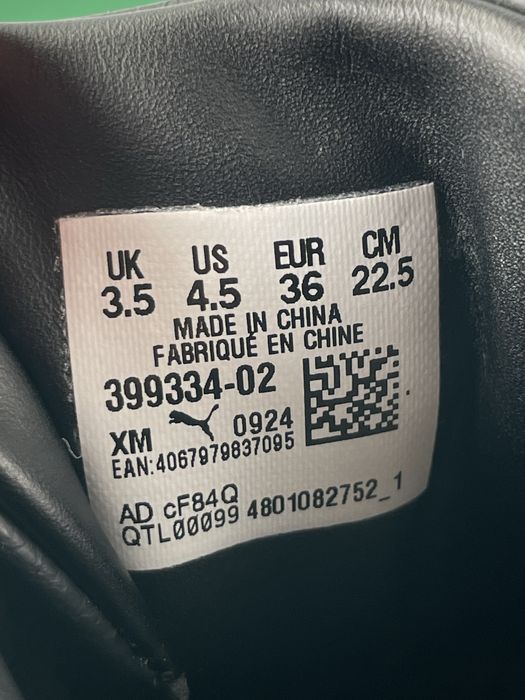 UK US EUR CM
3.5 4.5 36 22.5
MADE IN CHINA
FABRIQUÉ EN CHINE
399334-02
XM 0924
EAN:4067979837095
AD cF84Q
QTL00099 4801082752_1